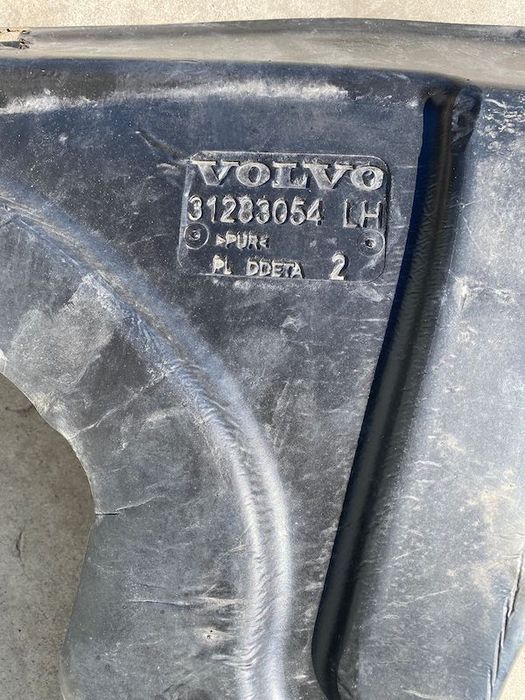 VOLVO
31283054 LH
>PUR<
PL DDETA 2